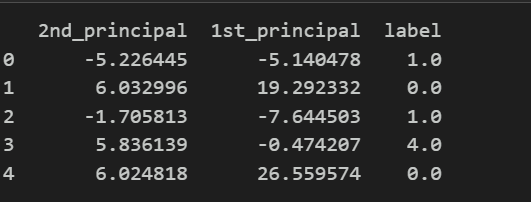 2nd_principal 1st_principal label
0 -5.226445 -5.140478 1.0
1 6.032996 19.292332 0.0
2 -1.705813 -7.644503 1.0
3 5.836139 -0.474207 4.0
4 6.024818 26.559574 0.0